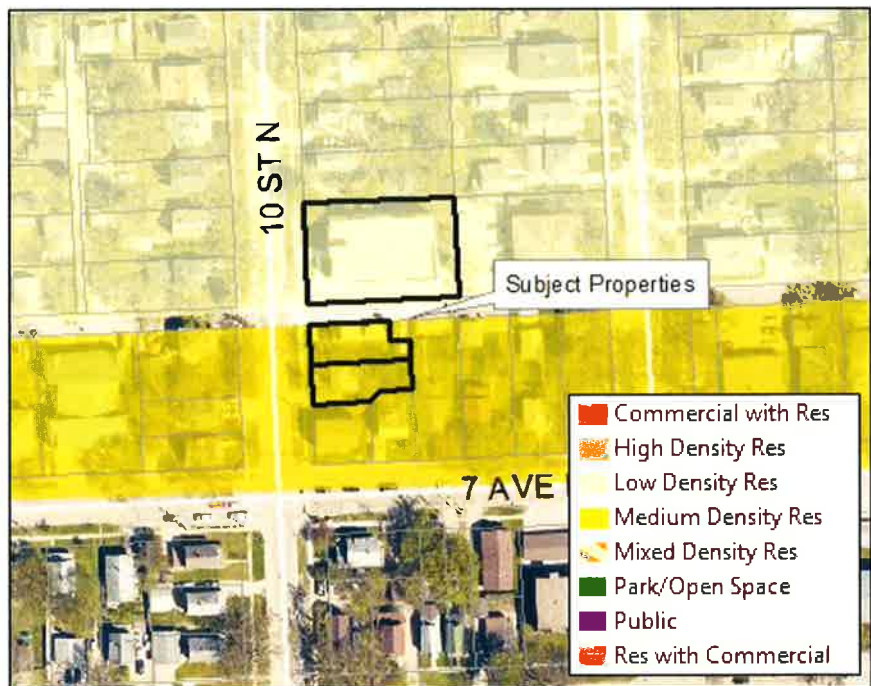 10 ST N
Subject Properties
7 AVE
Commercial with Res
High Density Res
Low Density Res
Medium Density Res
Mixed Density Res
Park/Open Space
Public
Res with Commercial